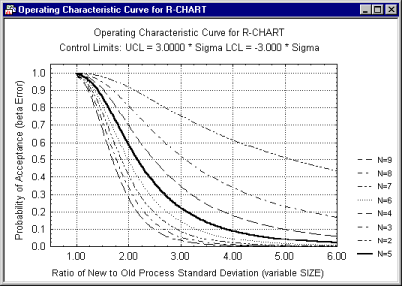 Operating Characteristic Curve for R-CHART
Operating Characteristic Curve for R-CHART
Control Limits: UCL = 3.0000 * Sigma LCL = -3.000 * Sigma
Probability of Acceptance (beta Error)
1.0
0.9
0.8
0.7
0.6
0.5
0.4
0.3
0.2
0.1
0.0
1.00 2.00 3.00 4.00 5.00 6.00
Ratio of New to Old Process Standard Deviation (variable SIZE)
N=9
N=8
N=7
N=6
N=4
N=3
N=2
N=5